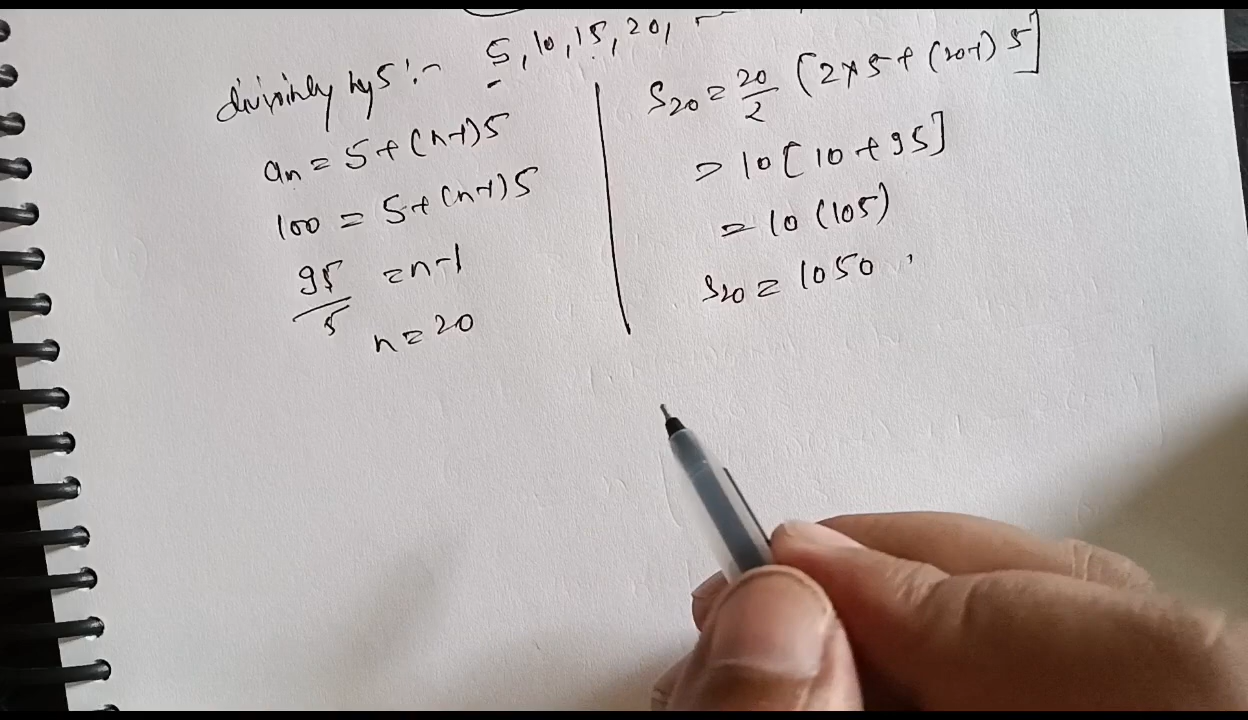 divisinly by 5 :- 5, 10, 15, 20,
an = 5 + (n-1)5
100 = 5 + (n-1)5
95/5 = n-1
n = 20
S20 = 20/2 (2×5 + (20-1) 5]
= 10 [10 + 95]
= 10 (105)
S20 = 1050 .